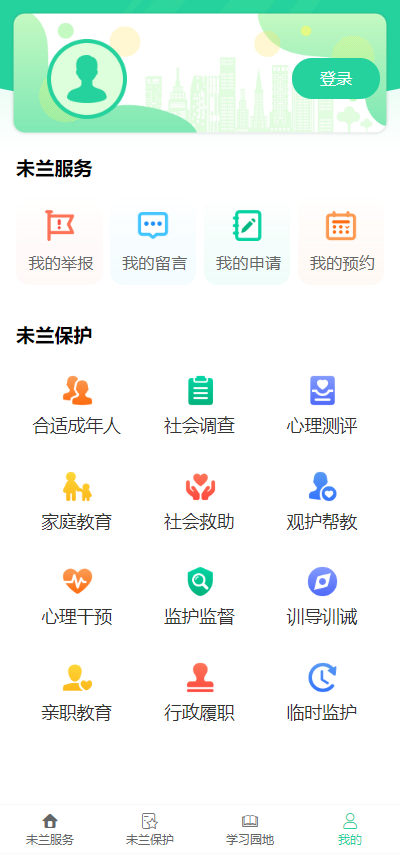 登录
未兰服务
我的举报 我的留言 我的申请 我的预约
未兰保护
合适成年人 社会调查 心理测评
家庭教育 社会救助 观护帮教
心理干预 监护监督 训导训诫
亲职教育 行政履职 临时监护
未兰服务 未兰保护 学习园地 我的